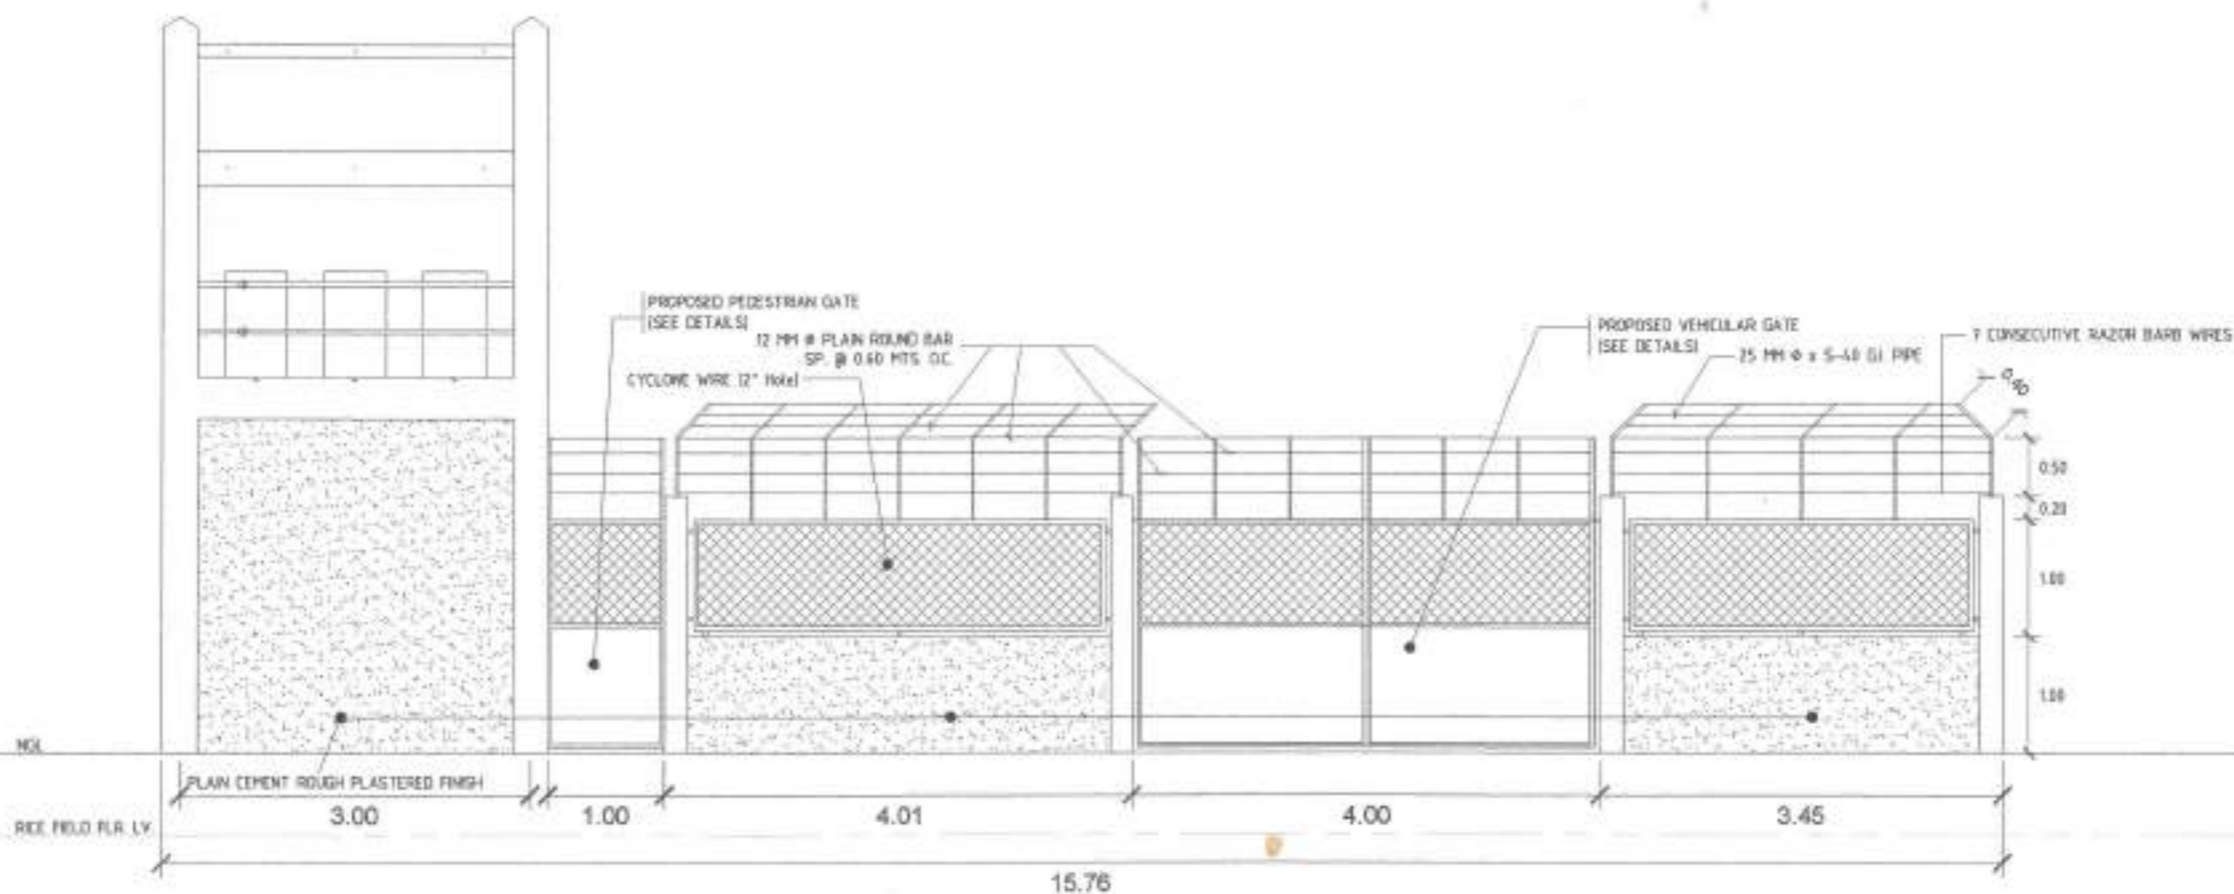 PROPOSED PEDESTRIAN GATE
(SEE DETAILS)
12 MM Ø PLAIN ROUND BAR
SP. @ 0.60 MTS. O.C.
CYCLONE WIRE (2" Hole)
PROPOSED VEHICULAR GATE
(SEE DETAILS)
25 MM Ø x S-40 G.I. PIPE
7 CONSECUTIVE RAZOR BARB WIRES
0.50
0.20
1.00
1.00
NGL
PLAIN CEMENT ROUGH PLASTERED FINISH
3.00
1.00
4.01
4.00
3.45
RICE FIELD FLR. LV.
15.76